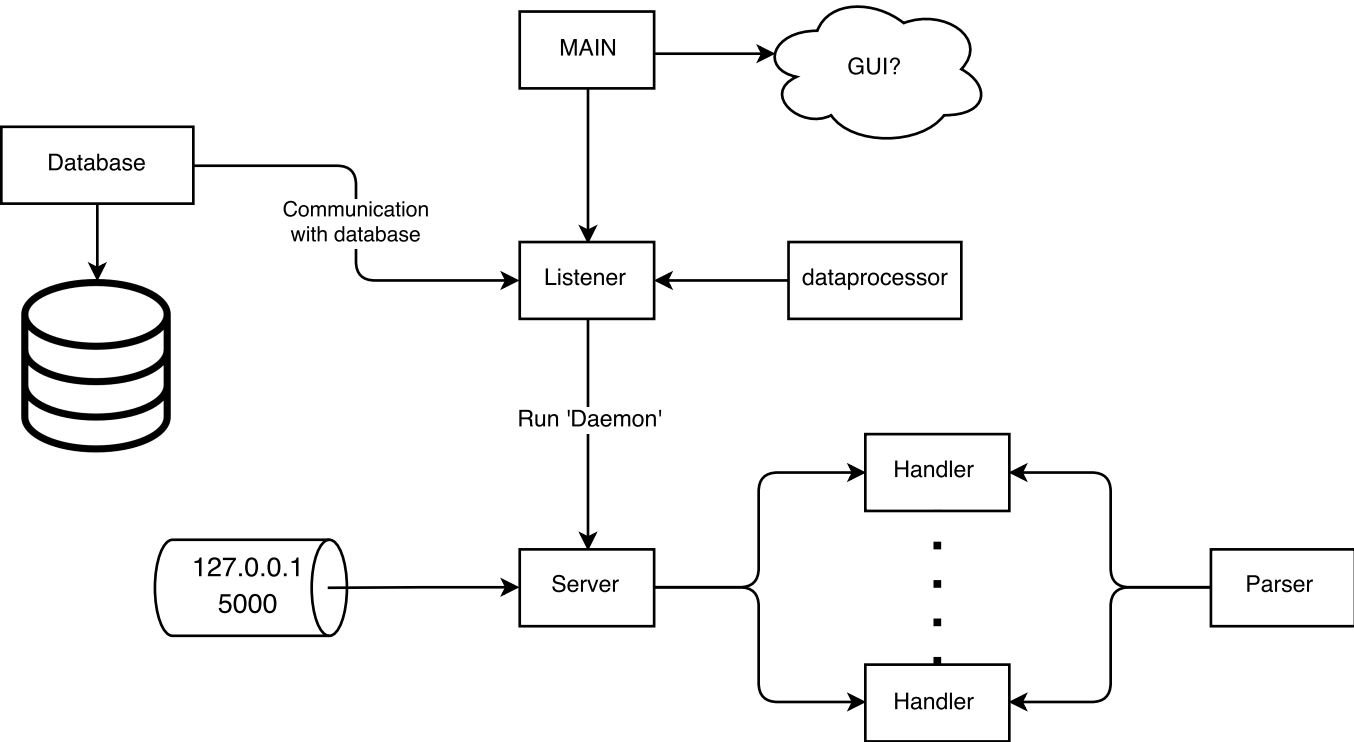 MAIN
GUI?
Database
Communication
with database
Listener
dataprocessor
Run 'Daemon'
Handler
127.0.0.1
5000
Server
Parser
Handler